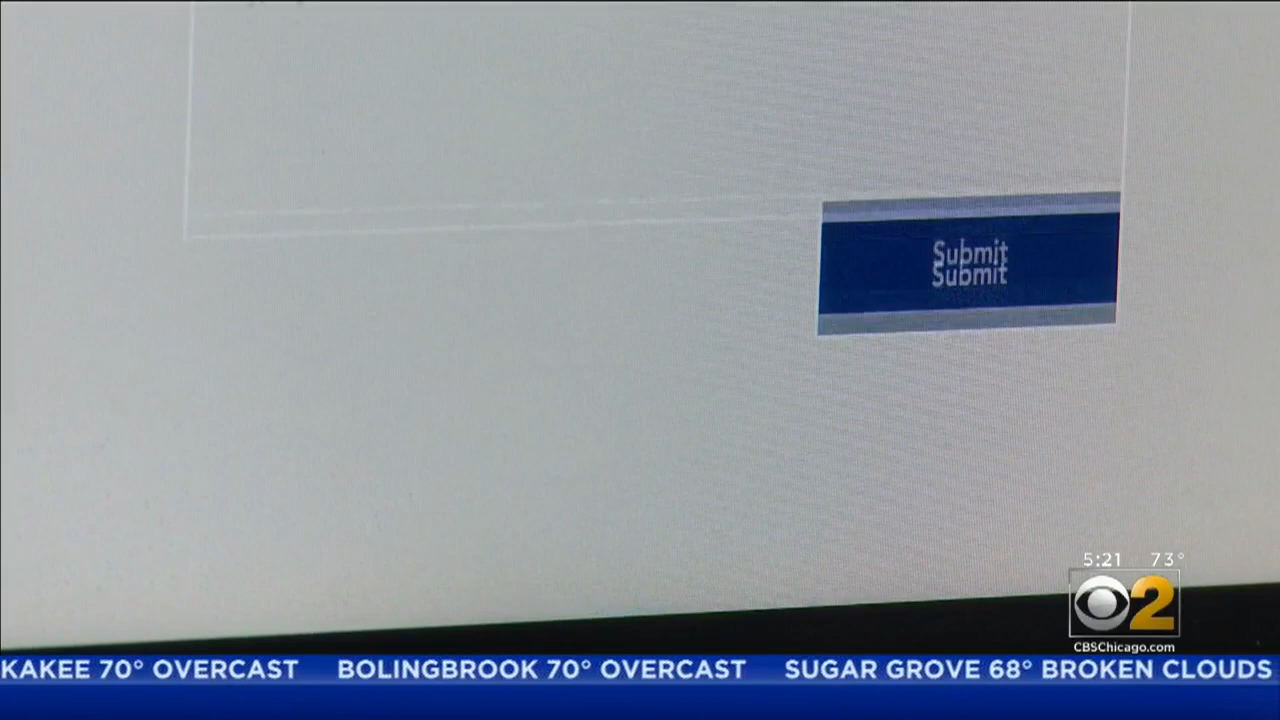 Submit
Submit
5:21 73°
2
CBSChicago.com
KAKEE 70° OVERCAST BOLINGBROOK 70° OVERCAST SUGAR GROVE 68° BROKEN CLOUDS